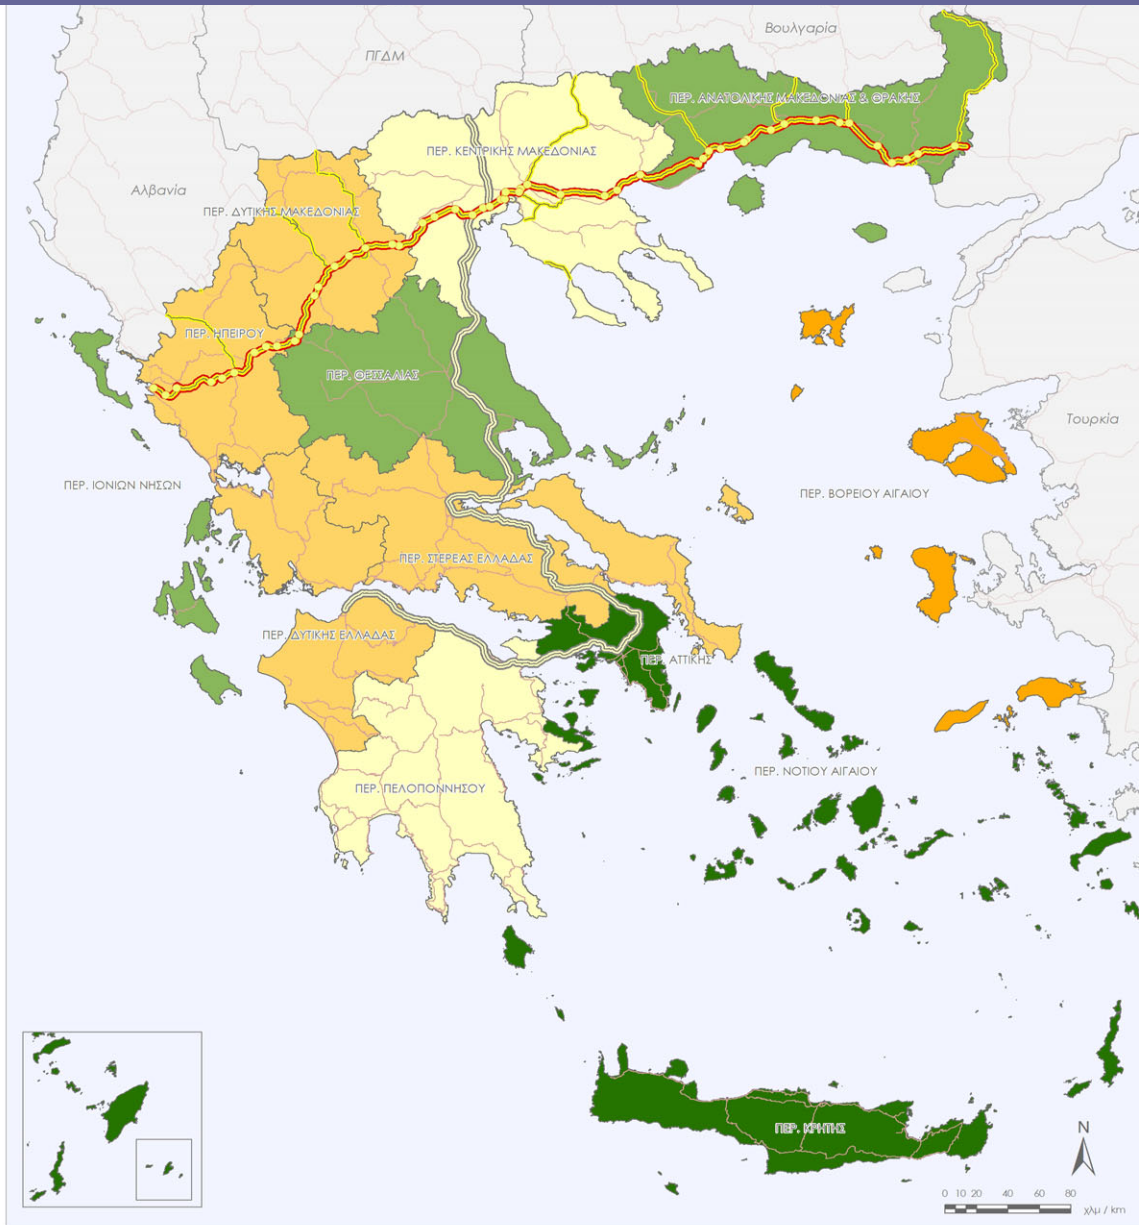 Βουλγαρία
ΠΓΔΜ
ΠΕΡ. ΑΝΑΤΟΛΙΚΗΣ ΜΑΚΕΔΟΝΙΑΣ & ΘΡΑΚΗΣ
ΠΕΡ. ΚΕΝΤΡΙΚΗΣ ΜΑΚΕΔΟΝΙΑΣ
Αλβανία
ΠΕΡ. ΔΥΤΙΚΗΣ ΜΑΚΕΔΟΝΙΑΣ
ΠΕΡ. ΗΠΕΙΡΟΥ
ΠΕΡ. ΘΕΣΣΑΛΙΑΣ
Τουρκία
ΠΕΡ. ΙΟΝΙΩΝ ΝΗΣΩΝ
ΠΕΡ. ΒΟΡΕΙΟΥ ΑΙΓΑΙΟΥ
ΠΕΡ. ΣΤΕΡΕΑΣ ΕΛΛΑΔΑΣ
ΠΕΡ. ΔΥΤΙΚΗΣ ΕΛΛΑΔΑΣ
ΠΕΡ. ΑΤΤΙΚΗΣ
ΠΕΡ. ΝΟΤΙΟΥ ΑΙΓΑΙΟΥ
ΠΕΡ. ΠΕΛΟΠΟΝΝΗΣΟΥ
ΠΕΡ. ΚΡΗΤΗΣ
N
0 10 20 40 60 80
χλμ / km